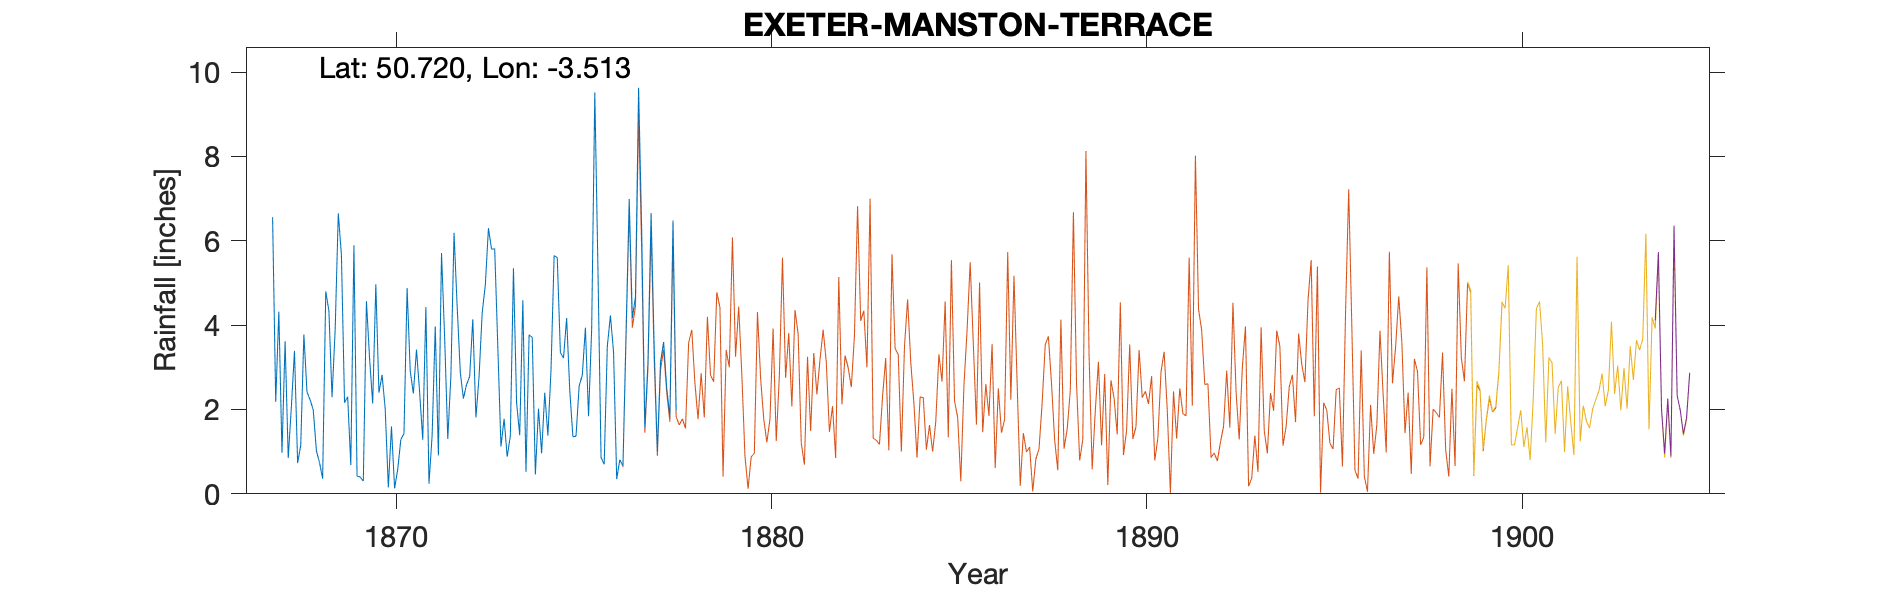 EXETER-MANSTON-TERRACE
Lat: 50.720, Lon: -3.513
10
8
6
4
2
0
Rainfall [inches]
1870 1880 1890 1900
Year